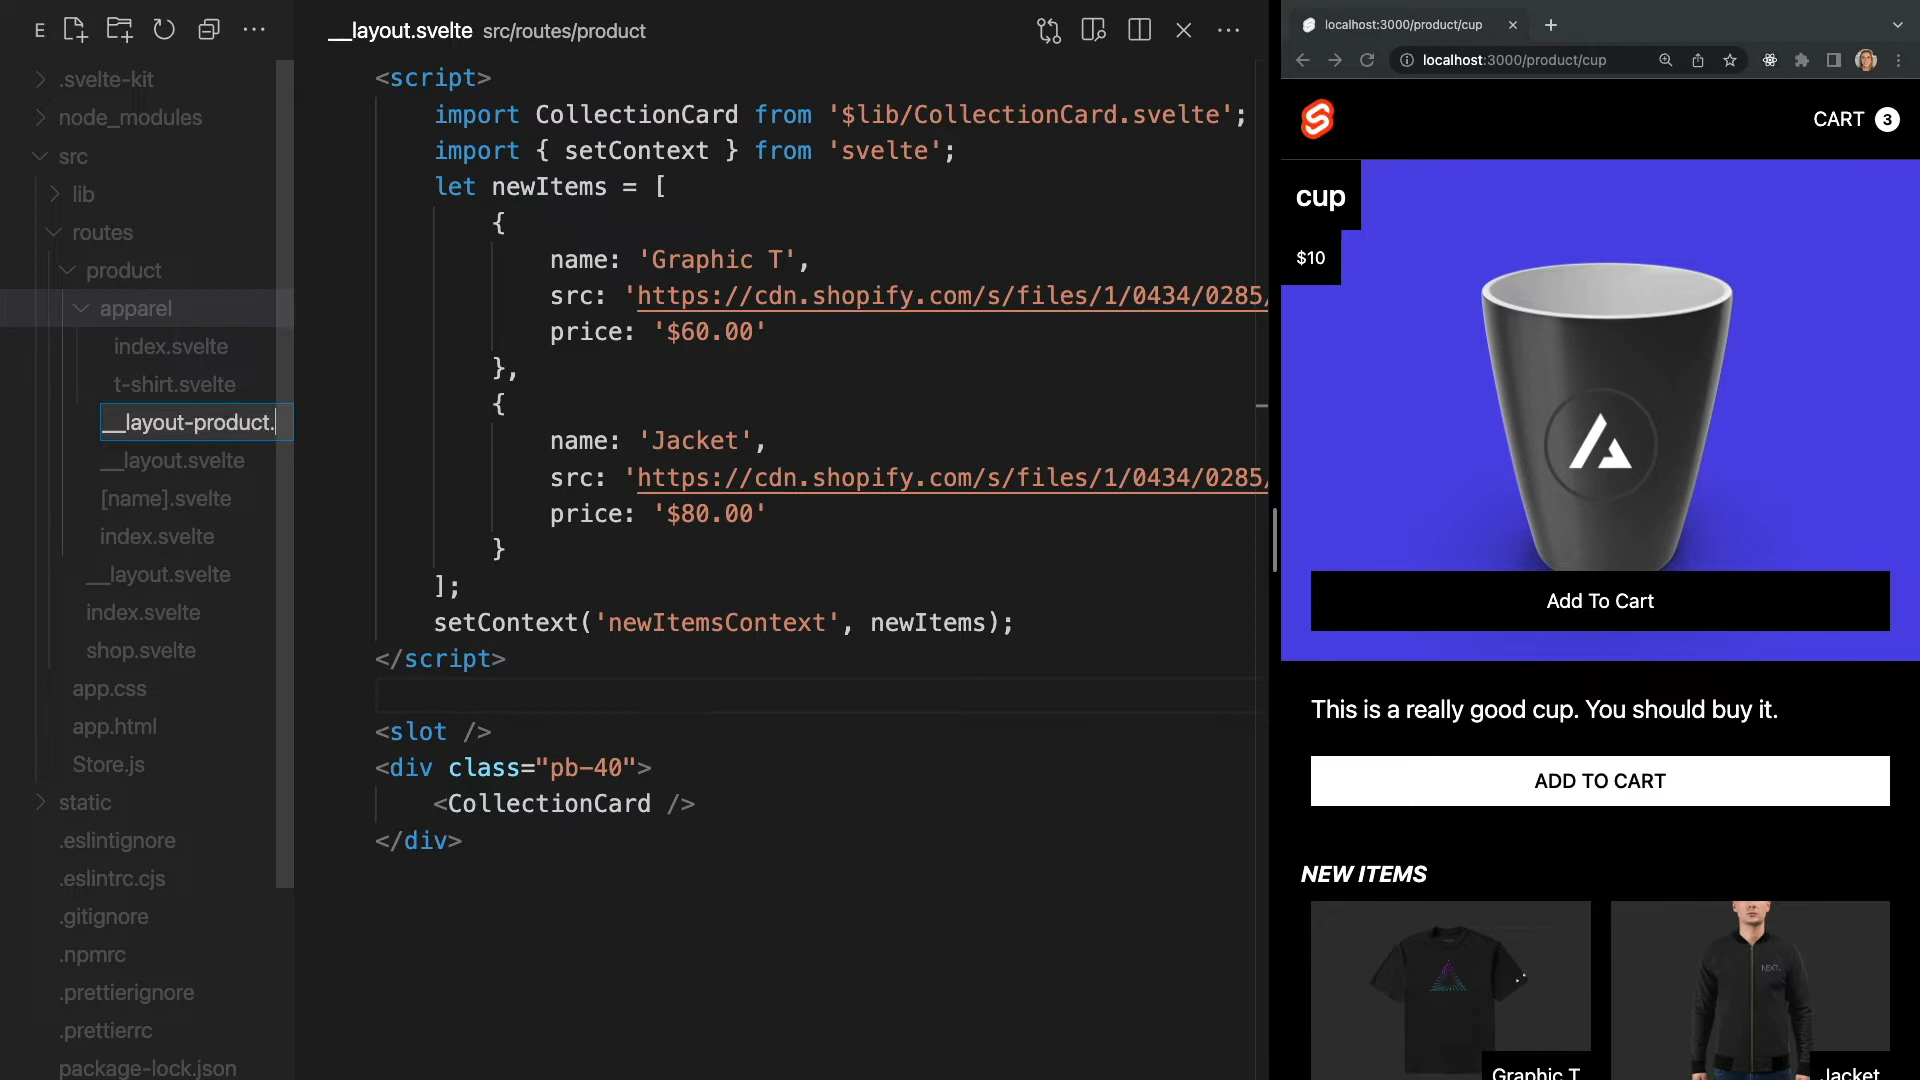 E
.svelte-kit
node_modules
src
lib
routes
product
apparel
index.svelte
t-shirt.svelte
__layout-product.
__layout.svelte
[name].svelte
index.svelte
__layout.svelte
index.svelte
shop.svelte
app.css
app.html
Store.js
static
.eslintignore
.eslintrc.cjs
.gitignore
.npmrc
.prettierignore
.prettierrc
package-lock.json
__layout.svelte src/routes/product
<script>
import CollectionCard from '$lib/CollectionCard.svelte';
import { setContext } from 'svelte';
let newItems = [
{
name: 'Graphic T',
src: 'https://cdn.shopify.com/s/files/1/0434/0285/
price: '$60.00'
},
{
name: 'Jacket',
src: 'https://cdn.shopify.com/s/files/1/0434/0285/
price: '$80.00'
}
];
setContext('newItemsContext', newItems);
</script>
<slot />
<div class="pb-40">
<CollectionCard />
</div>
localhost:3000/product/cup
localhost:3000/product/cup
CART 3
cup
$10
Add To Cart
This is a really good cup. You should buy it.
ADD TO CART
NEW ITEMS
NEXT
Graphic T
Jacket